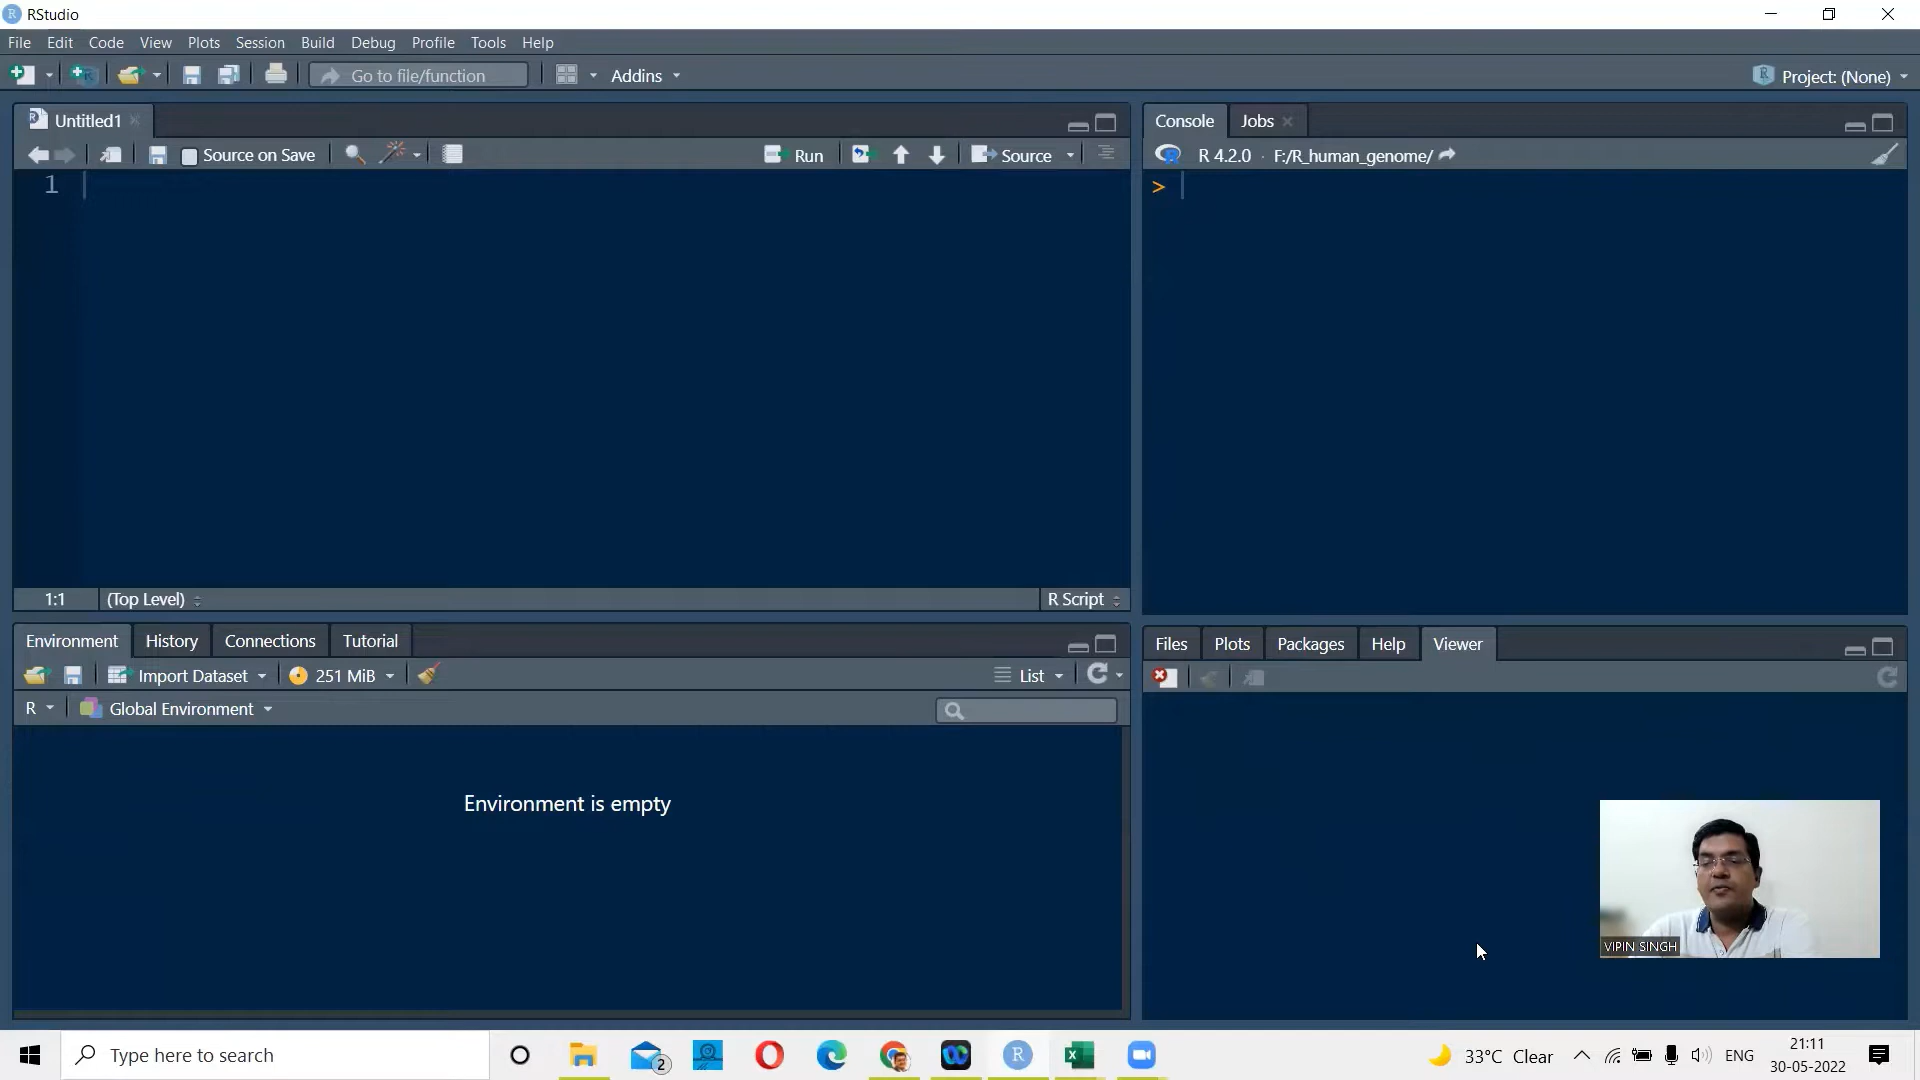 RStudio
File Edit Code View Plots Session Build Debug Profile Tools Help
Go to file/function Addins Project: (None)
Untitled1
Source on Save Run Source
1
1:1 (Top Level) R Script
Console Jobs
R 4.2.0 · F:/R_human_genome/
>
Environment History Connections Tutorial
Import Dataset 251 MiB List
R Global Environment
Environment is empty
Files Plots Packages Help Viewer
VIPIN SINGH
Type here to search
2
R
33°C Clear
ENG
21:11
30-05-2022